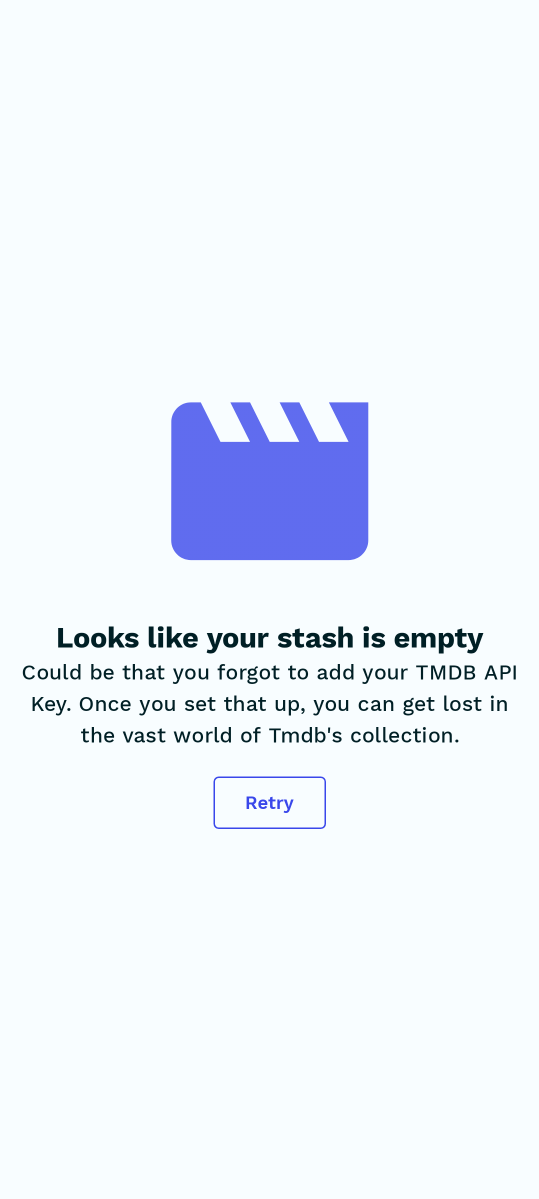 Looks like your stash is empty
Could be that you forgot to add your TMDB API
Key. Once you set that up, you can get lost in
the vast world of Tmdb's collection.
Retry